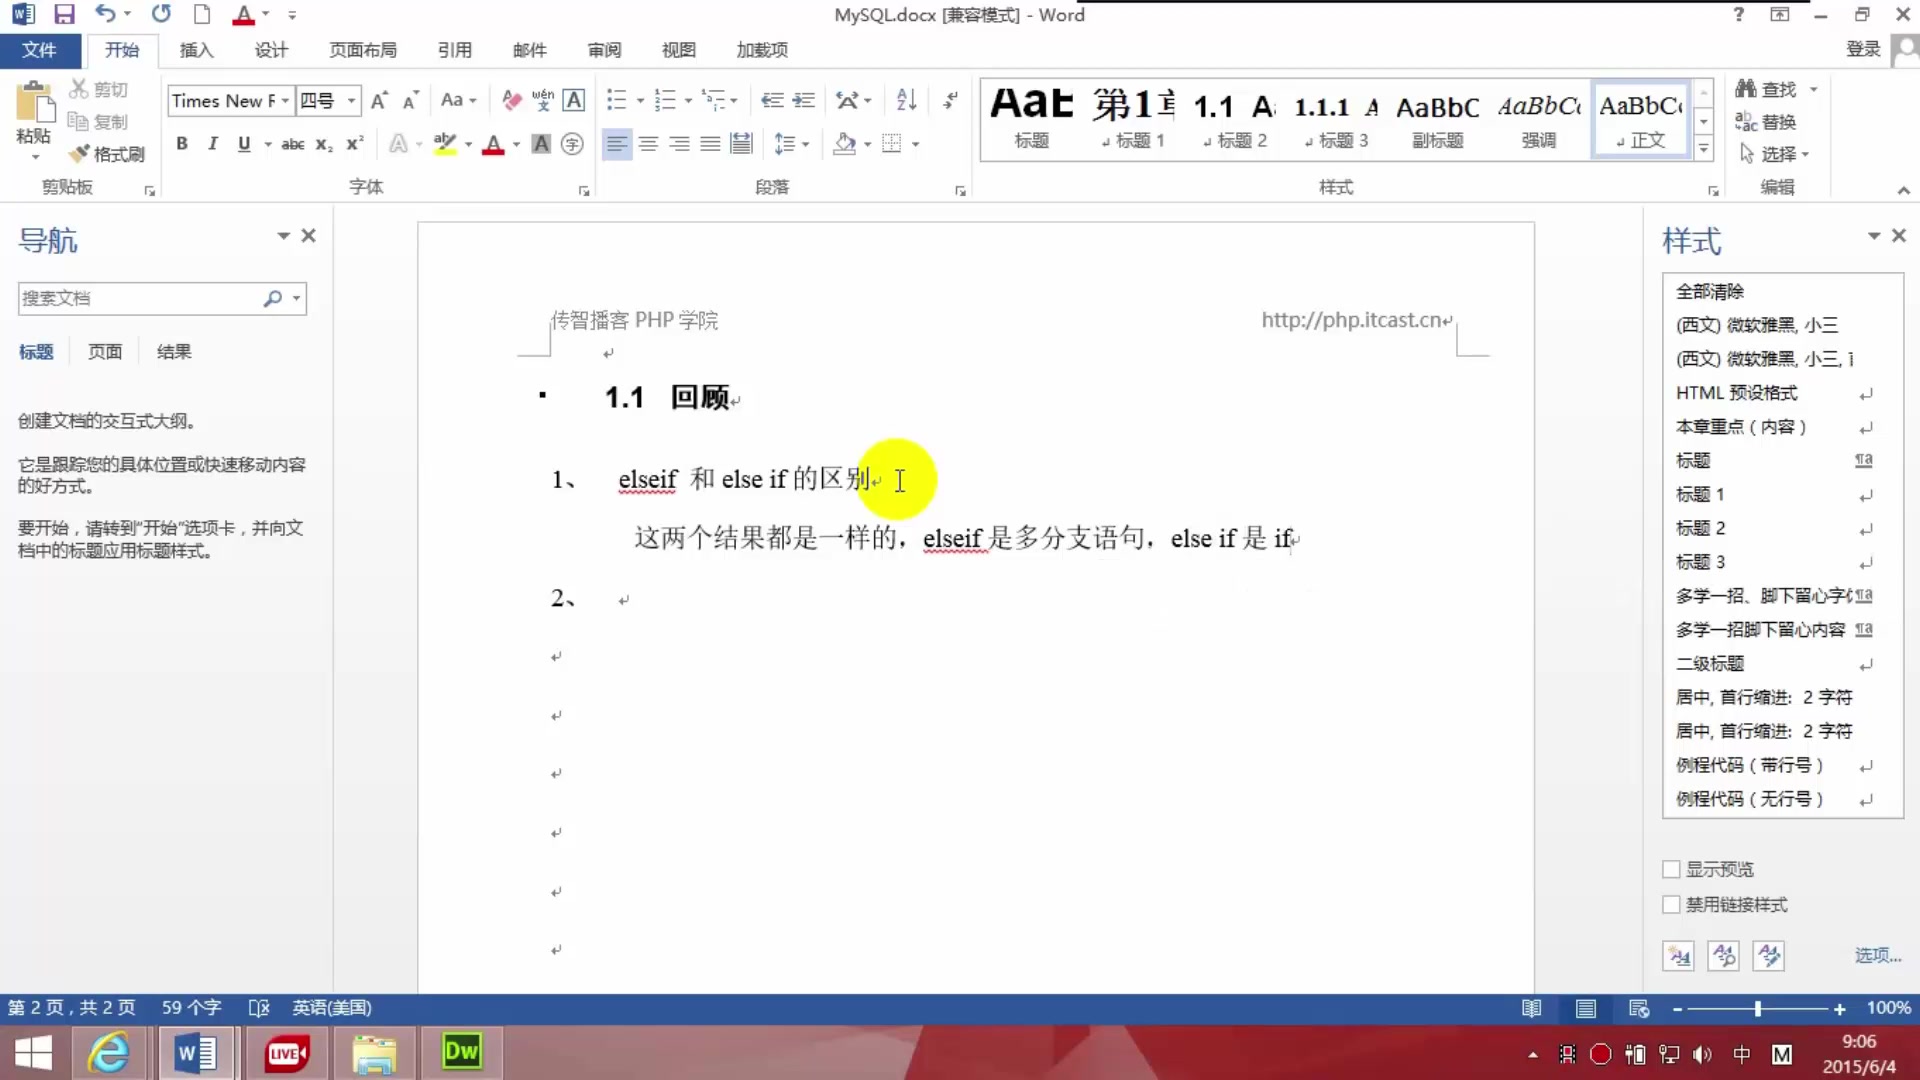 MySQL.docx [兼容模式] - Word
文件 开始 插入 设计 页面布局 引用 邮件 审阅 视图 加载项 登录
粘贴 剪切 复制 格式刷 剪贴板
Times New F 四号 字体
段落
AaB 标题
第1章 标题 1
1.1 A 标题 2
1.1.1 A 标题 3
AaBbC 副标题
AaBbC 强调
AaBbC 正文
样式
查找
替换
选择
编辑
导航
搜索文档
标题 页面 结果
创建文档的交互式大纲。
它是跟踪您的具体位置或快速移动内容
的好方式。
要开始，请转到“开始”选项卡，并向文
档中的标题应用标题样式。
传智播客 PHP 学院 http://php.itcast.cn
1.1 回顾
1、 elseif 和 else if 的区别
这两个结果都是一样的，elseif 是多分支语句，else if 是 if
2、
样式
全部清除
(西文) 微软雅黑, 小三
(西文) 微软雅黑, 小三,
HTML 预设格式
本章重点（内容）
标题
标题 1
标题 2
标题 3
多学一招、脚下留心字
多学一招脚下留心内容
二级标题
居中, 首行缩进: 2 字符
居中, 首行缩进: 2 字符
例程代码（带行号）
例程代码（无行号）
显示预览
禁用链接样式
选项...
第 2 页，共 2 页 59 个字 英语(美国) 100%
LIVE Dw 中 M
9:06
2015/6/4